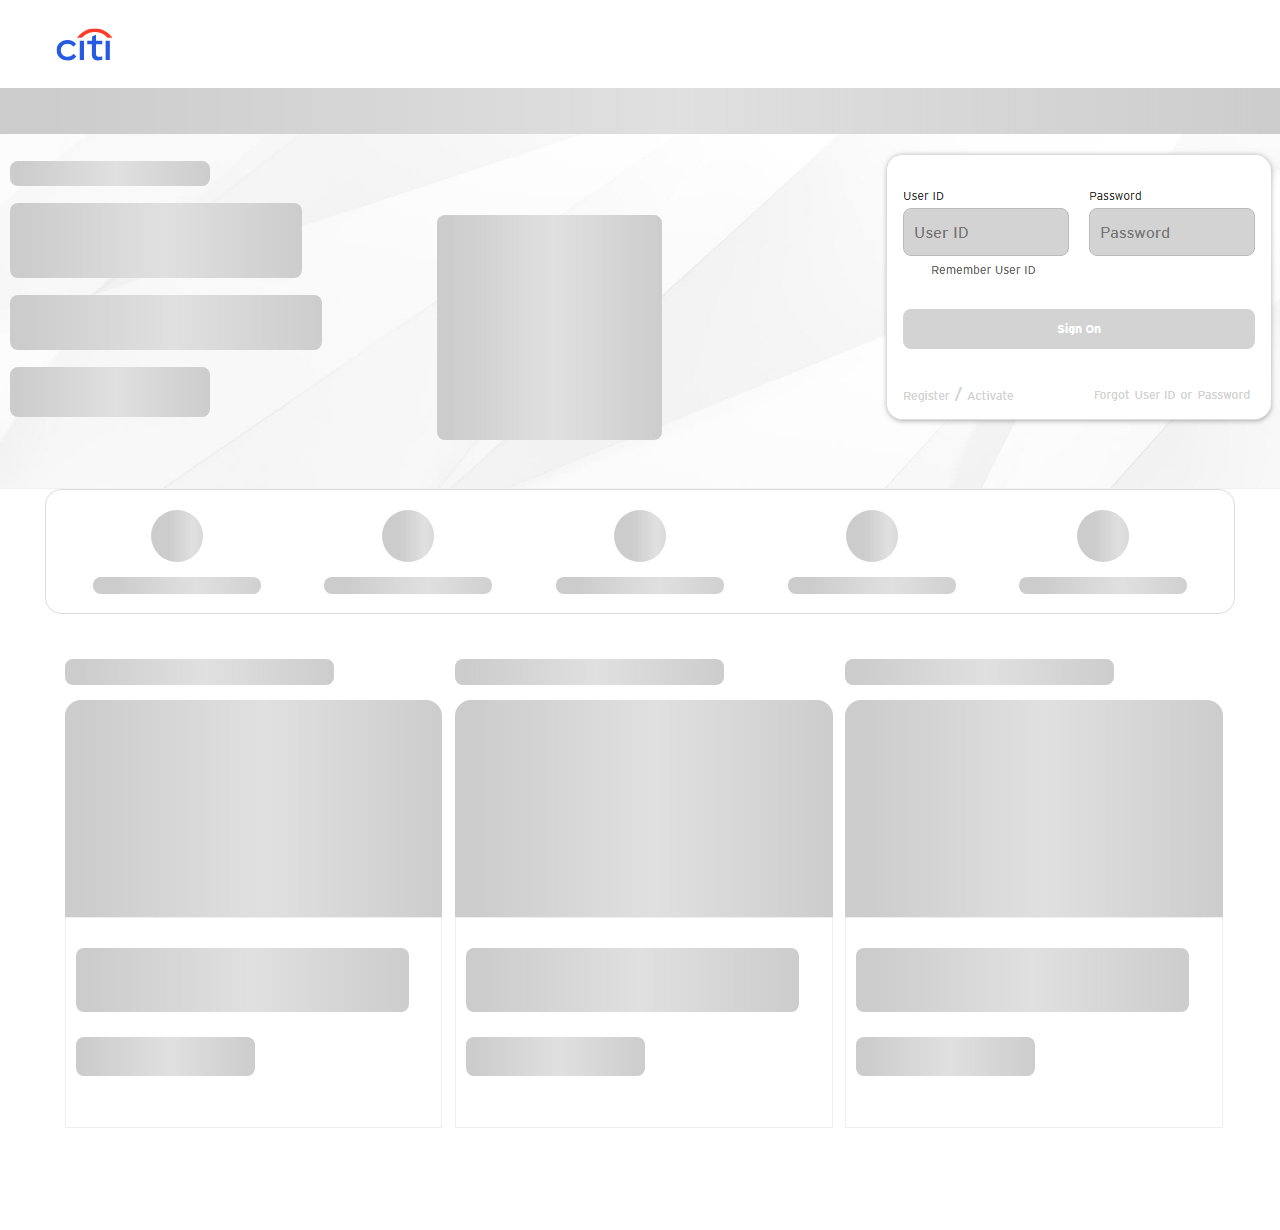 citi
User ID
Password
User ID
Password
Remember User ID
Sign On
Register / Activate
Forgot User ID or Password